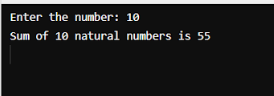 Enter the number: 10
Sum of 10 natural numbers is 55